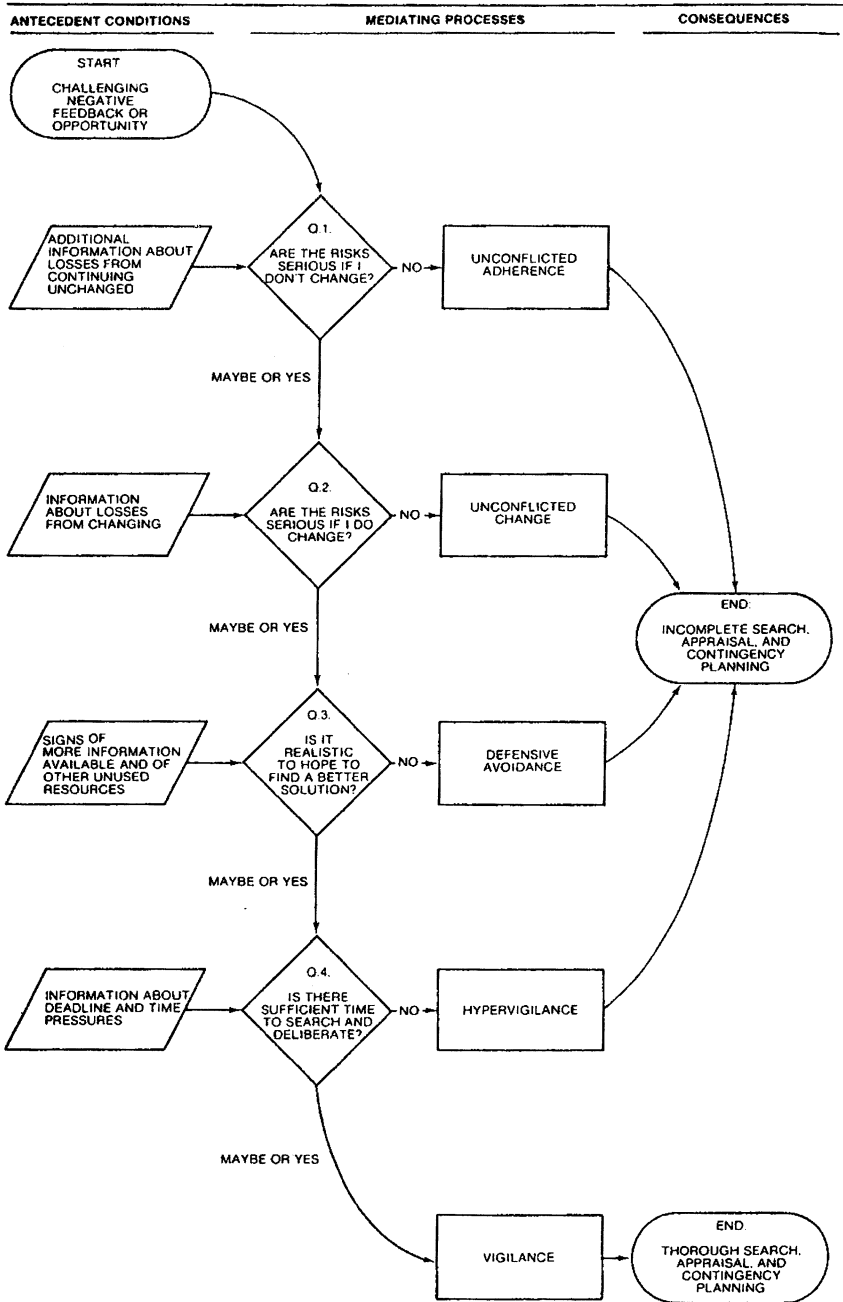 ANTECEDENT CONDITIONS
MEDIATING PROCESSES
CONSEQUENCES
START
CHALLENGING
NEGATIVE
FEEDBACK OR
OPPORTUNITY
ADDITIONAL
INFORMATION ABOUT
LOSSES FROM
CONTINUING
UNCHANGED
Q.1.
ARE THE RISKS
SERIOUS IF I
DON'T CHANGE?
NO
UNCONFLICTED
ADHERENCE
MAYBE OR YES
INFORMATION
ABOUT LOSSES
FROM CHANGING
Q.2.
ARE THE RISKS
SERIOUS IF I DO
CHANGE?
NO
UNCONFLICTED
CHANGE
END:
INCOMPLETE SEARCH,
APPRAISAL, AND
CONTINGENCY
PLANNING
MAYBE OR YES
SIGNS OF
MORE INFORMATION
AVAILABLE AND OF
OTHER UNUSED
RESOURCES
Q.3.
IS IT
REALISTIC
TO HOPE TO
FIND A BETTER
SOLUTION?
NO
DEFENSIVE
AVOIDANCE
MAYBE OR YES
INFORMATION ABOUT
DEADLINE AND TIME
PRESSURES
Q.4.
IS THERE
SUFFICIENT TIME
TO SEARCH AND
DELIBERATE?
NO
HYPERVIGILANCE
MAYBE OR YES
VIGILANCE
END:
THOROUGH SEARCH,
APPRAISAL, AND
CONTINGENCY
PLANNING